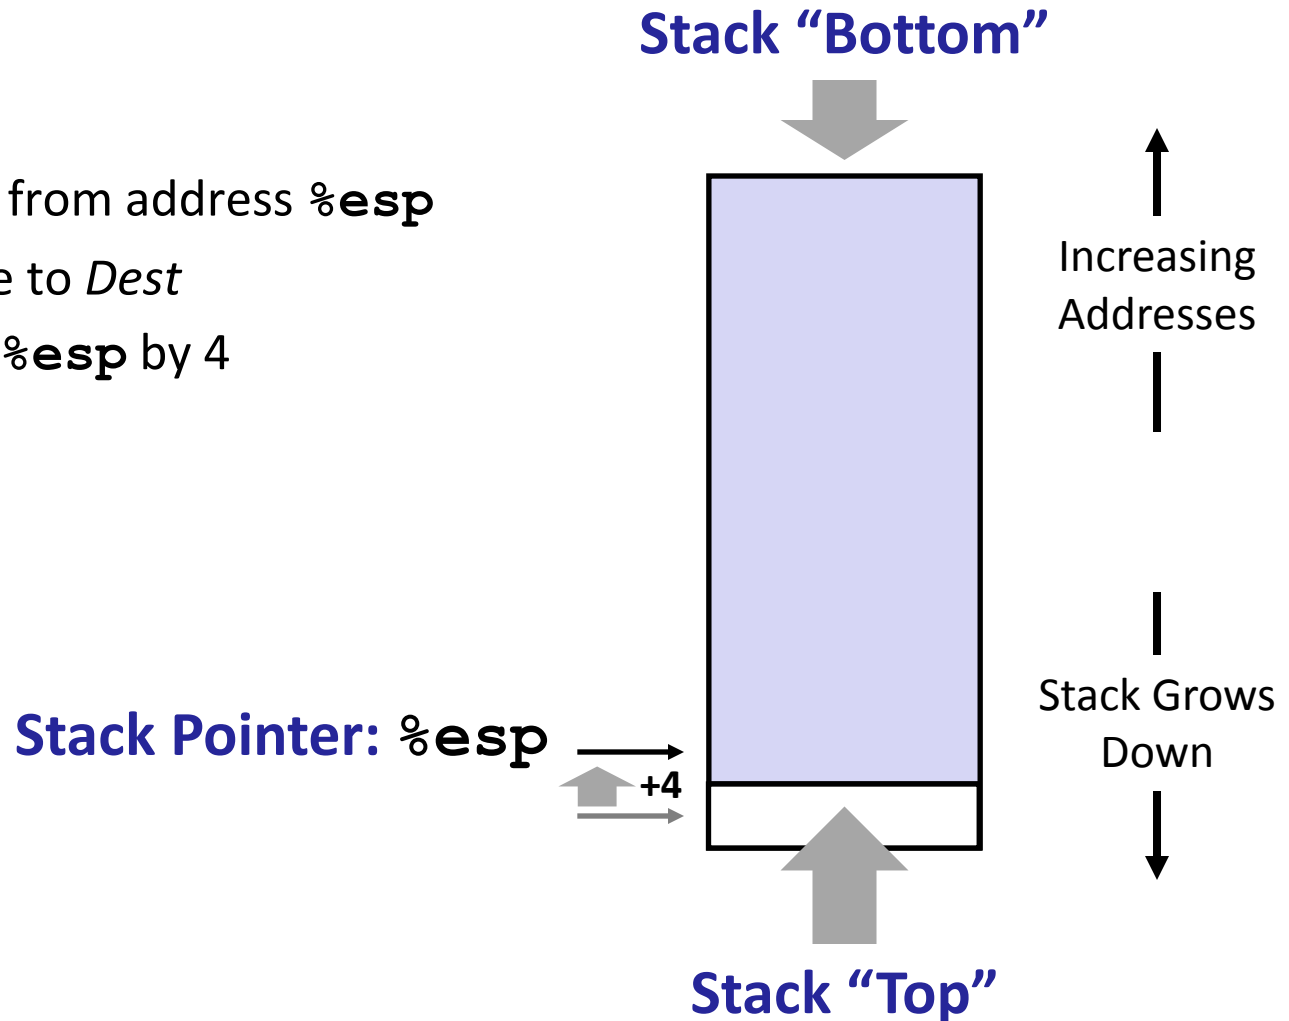 Stack “Bottom”
from address %esp
e to Dest
%esp by 4
Increasing
Addresses
Stack Grows
Down
Stack Pointer: %esp
+4
Stack “Top”